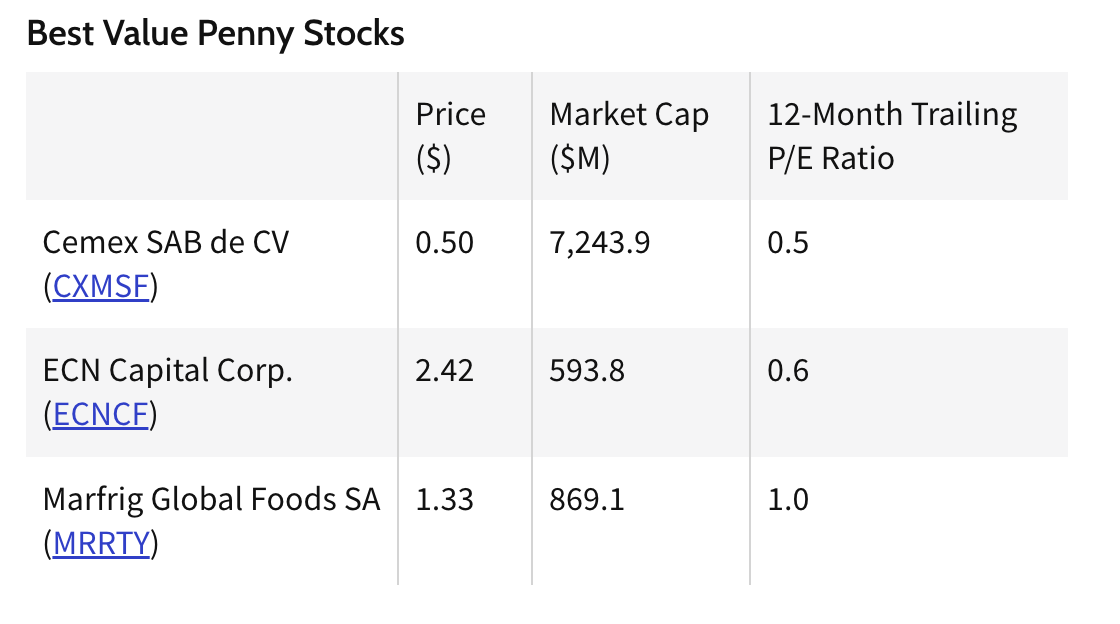 Best Value Penny Stocks
Price
($)
Market Cap
($M)
12-Month Trailing
P/E Ratio
Cemex SAB de CV
(CXMSF)
0.50
7,243.9
0.5
ECN Capital Corp.
(ECNCF)
2.42
593.8
0.6
Marfrig Global Foods SA
(MRRTY)
1.33
869.1
1.0